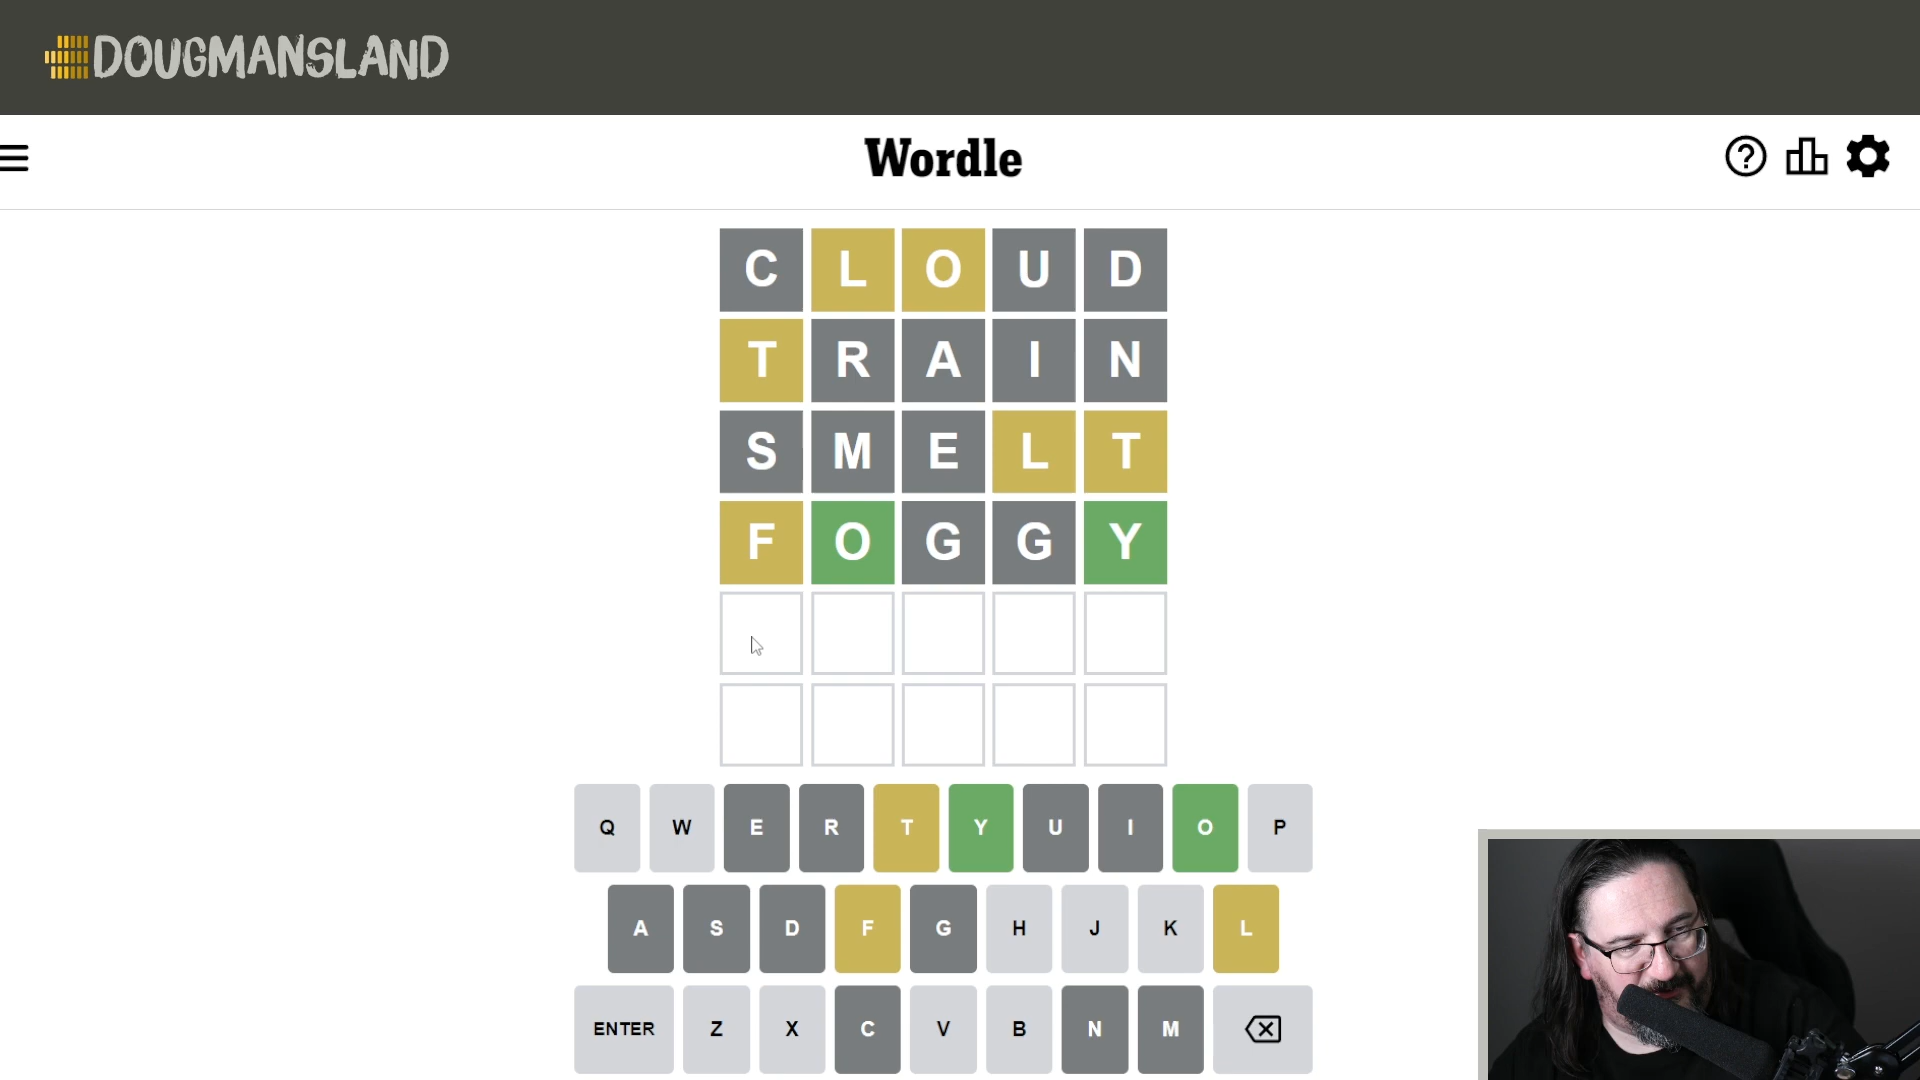 DOUGMANSLAND
Wordle
C L O U D
T R A I N
S M E L T
F O G G Y
Q W E R T Y U I O P
A S D F G H J K L
ENTER Z X C V B N M